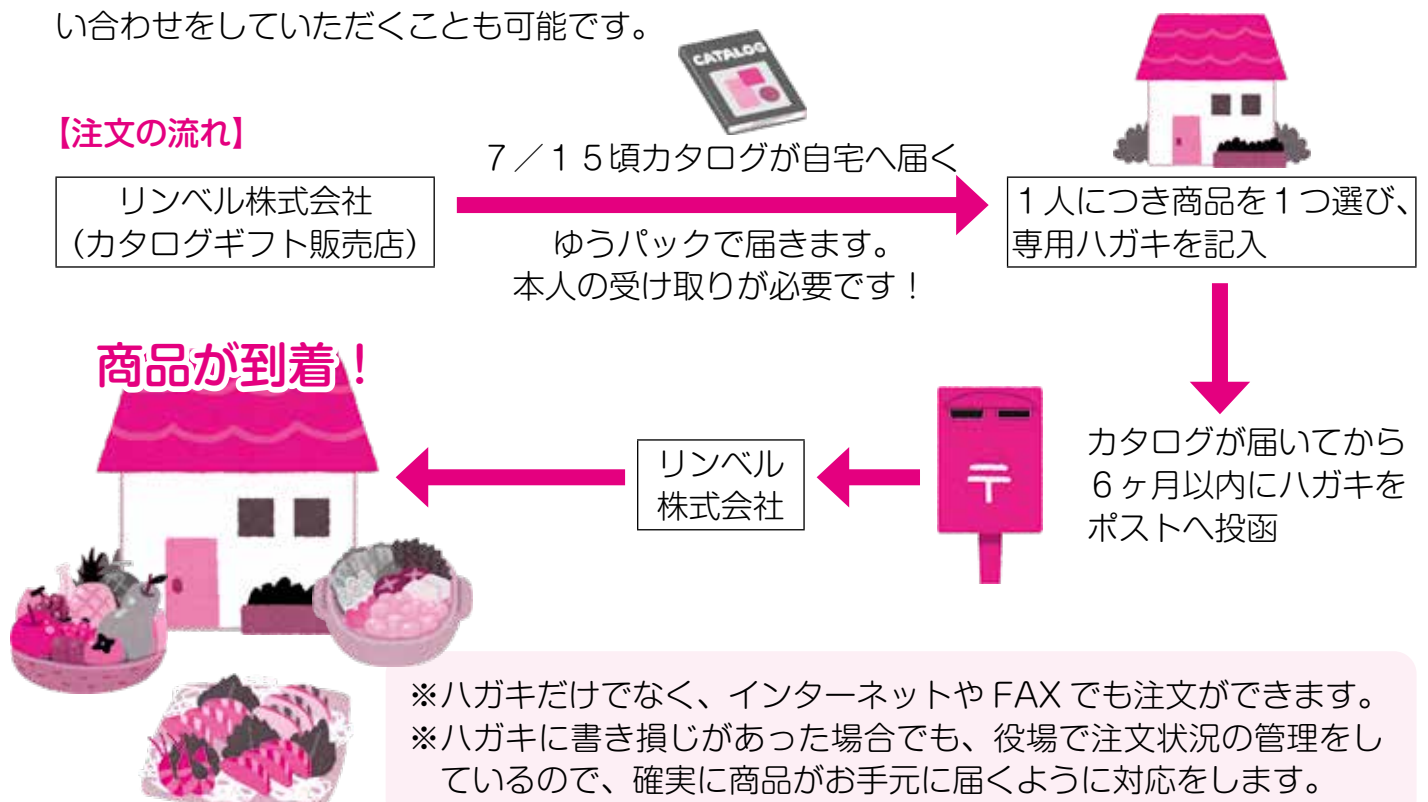 い合わせをしていただくことも可能です。
CATALOG
【注文の流れ】
７／１５頃カタログが自宅へ届く
リンベル株式会社
（カタログギフト販売店）
ゆうパックで届きます。
本人の受け取りが必要です！
１人につき商品を１つ選び、
専用ハガキを記入
カタログが届いてから
６ヶ月以内にハガキを
ポストへ投函
〒
リンベル
株式会社
商品が到着！
※ハガキだけでなく、インターネットや FAX でも注文ができます。
※ハガキに書き損じがあった場合でも、役場で注文状況の管理をし
ているので、確実に商品がお手元に届くように対応をします。